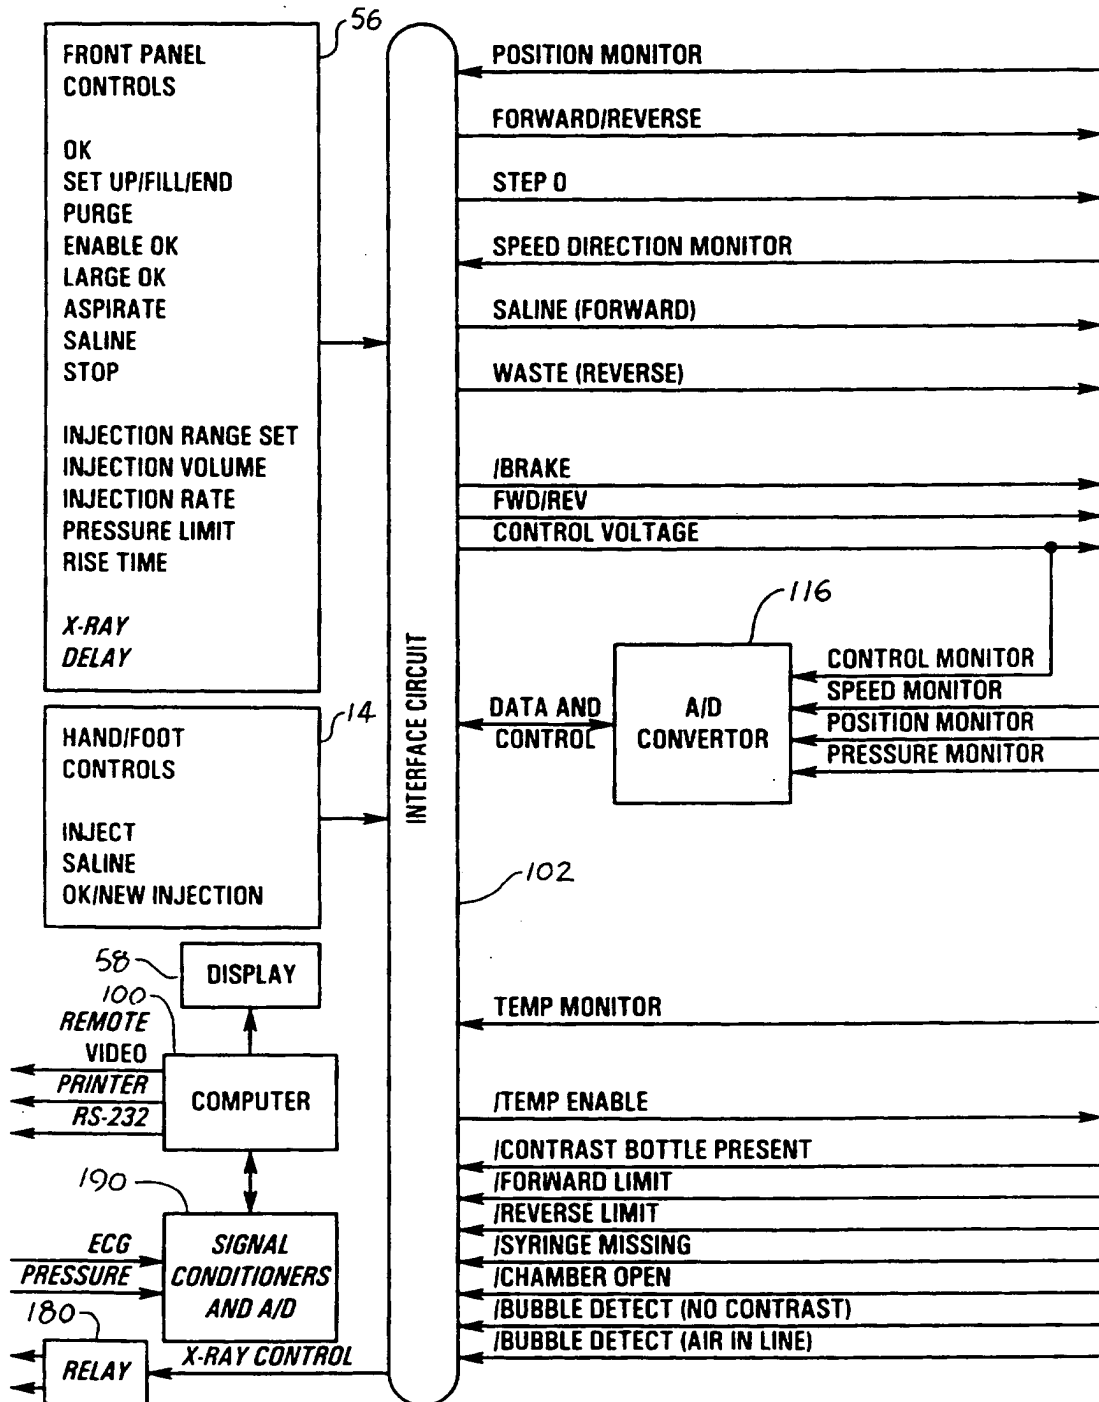 56
FRONT PANEL
CONTROLS
OK
SET UP/FILL/END
PURGE
ENABLE OK
LARGE OK
ASPIRATE
SALINE
STOP
INJECTION RANGE SET
INJECTION VOLUME
INJECTION RATE
PRESSURE LIMIT
RISE TIME
X-RAY
DELAY
14
HAND/FOOT
CONTROLS
INJECT
SALINE
OK/NEW INJECTION
58
DISPLAY
100
REMOTE
VIDEO
PRINTER
RS-232
COMPUTER
190
ECG
PRESSURE
SIGNAL
CONDITIONERS
AND A/D
180
RELAY
X-RAY CONTROL
INTERFACE CIRCUIT
102
POSITION MONITOR
FORWARD/REVERSE
STEP 0
SPEED DIRECTION MONITOR
SALINE (FORWARD)
WASTE (REVERSE)
/BRAKE
FWD/REV
CONTROL VOLTAGE
116
DATA AND
CONTROL
A/D
CONVERTOR
CONTROL MONITOR
SPEED MONITOR
POSITION MONITOR
PRESSURE MONITOR
TEMP MONITOR
/TEMP ENABLE
/CONTRAST BOTTLE PRESENT
/FORWARD LIMIT
/REVERSE LIMIT
/SYRINGE MISSING
/CHAMBER OPEN
/BUBBLE DETECT (NO CONTRAST)
/BUBBLE DETECT (AIR IN LINE)